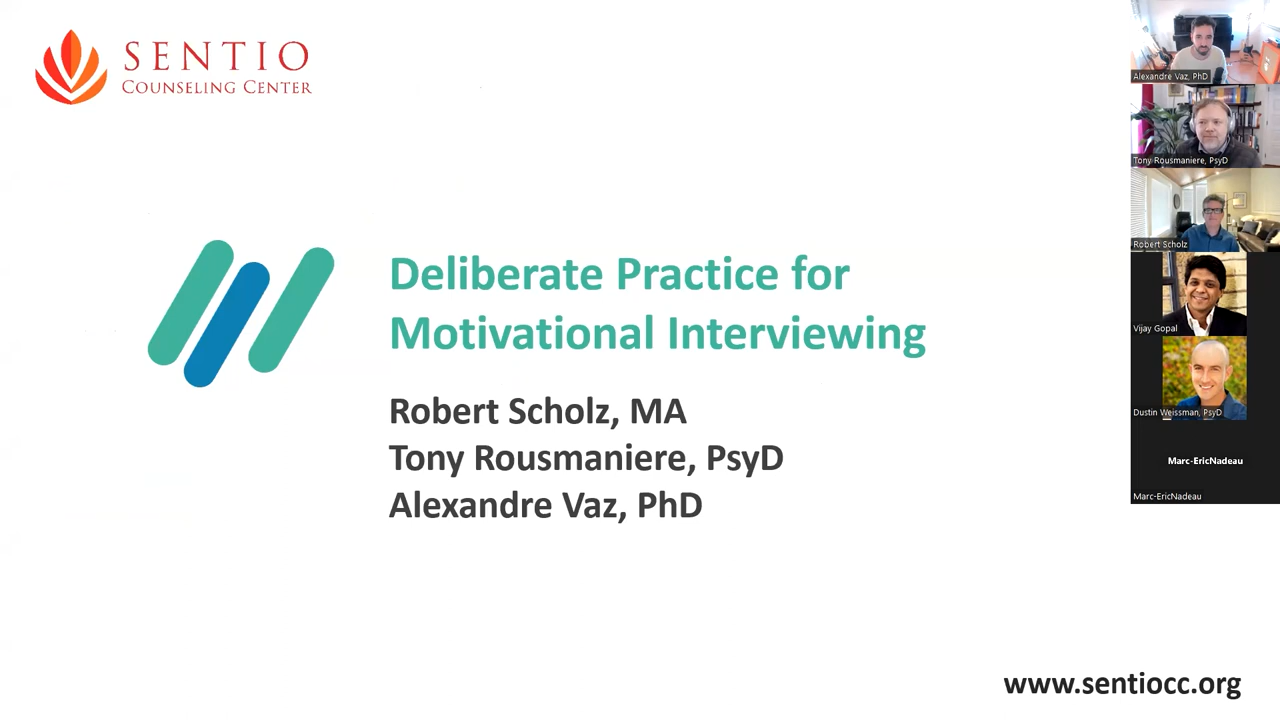 SENTIO
COUNSELING CENTER
Deliberate Practice for
Motivational Interviewing
Robert Scholz, MA
Tony Rousmaniere, PsyD
Alexandre Vaz, PhD
www.sentiocc.org
Alexandre Vaz, PhD
Tony Rousmaniere, PsyD
Robert Scholz
Vijay Gopal
Dustin Weissman, PsyD
Marc-EricNadeau
Marc-EricNadeau